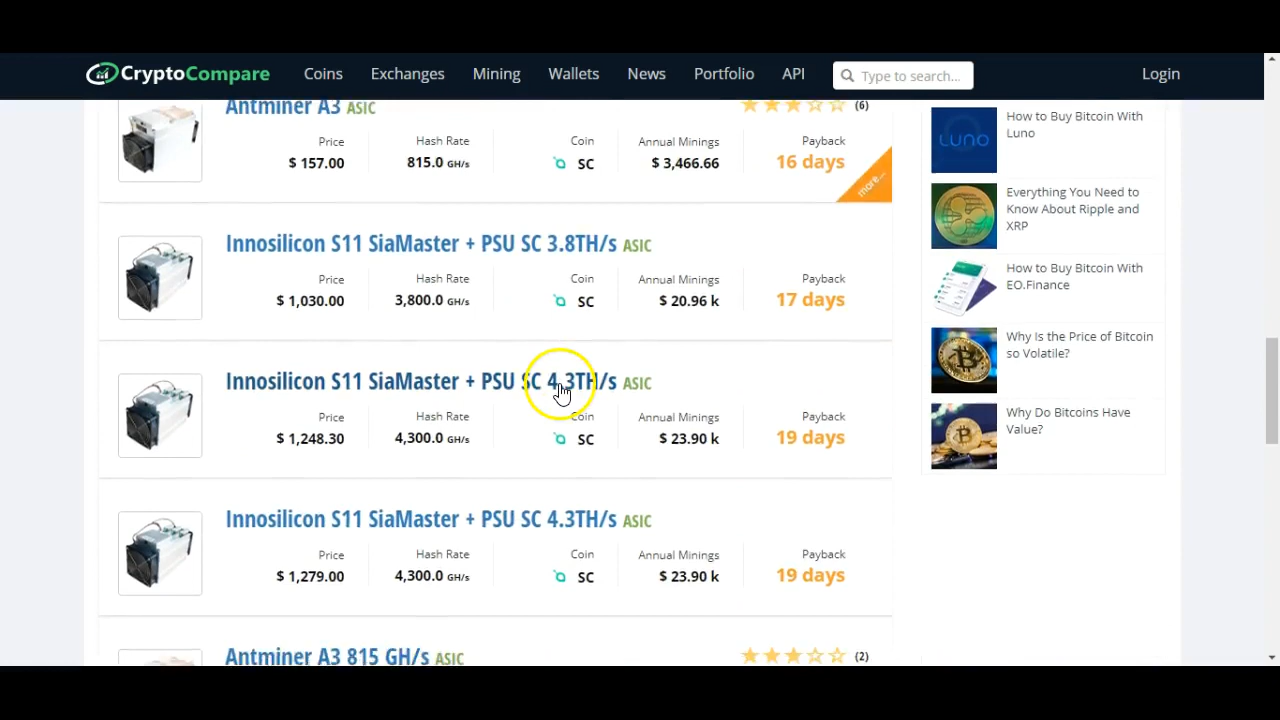 CryptoCompare Coins Exchanges Mining Wallets News Portfolio API Type to search... Login
Antminer A3 ASIC (6)
Price Hash Rate Coin Annual Minings Payback
$ 157.00 815.0 GH/s SC $ 3,466.66 16 days
more...
Innosilicon S11 SiaMaster + PSU SC 3.8TH/s ASIC
Price Hash Rate Coin Annual Minings Payback
$ 1,030.00 3,800.0 GH/s SC $ 20.96 k 17 days
Innosilicon S11 SiaMaster + PSU SC 4.3TH/s ASIC
Price Hash Rate Coin Annual Minings Payback
$ 1,248.30 4,300.0 GH/s SC $ 23.90 k 19 days
Innosilicon S11 SiaMaster + PSU SC 4.3TH/s ASIC
Price Hash Rate Coin Annual Minings Payback
$ 1,279.00 4,300.0 GH/s SC $ 23.90 k 19 days
Antminer A3 815 GH/s ASIC (2)
LUNO
How to Buy Bitcoin With
Luno
Everything You Need to
Know About Ripple and
XRP
How to Buy Bitcoin With
EO.Finance
Why Is the Price of Bitcoin
so Volatile?
Why Do Bitcoins Have
Value?